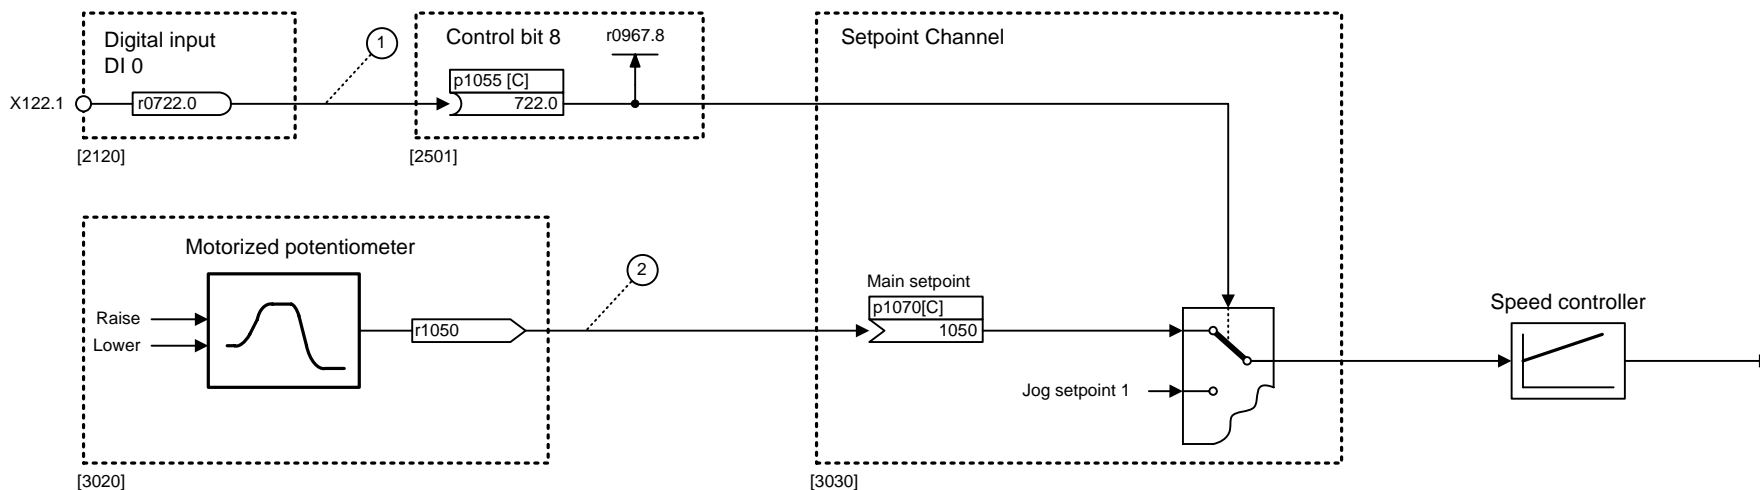 Digital input
DI 0
X122.1
r0722.0
[2120]
1
Control bit 8
p1055 [C]
722.0
r0967.8
[2501]
Setpoint Channel
Motorized potentiometer
Raise
Lower
r1050
[3020]
2
Main setpoint
p1070[C]
1050
Jog setpoint 1
[3030]
Speed controller